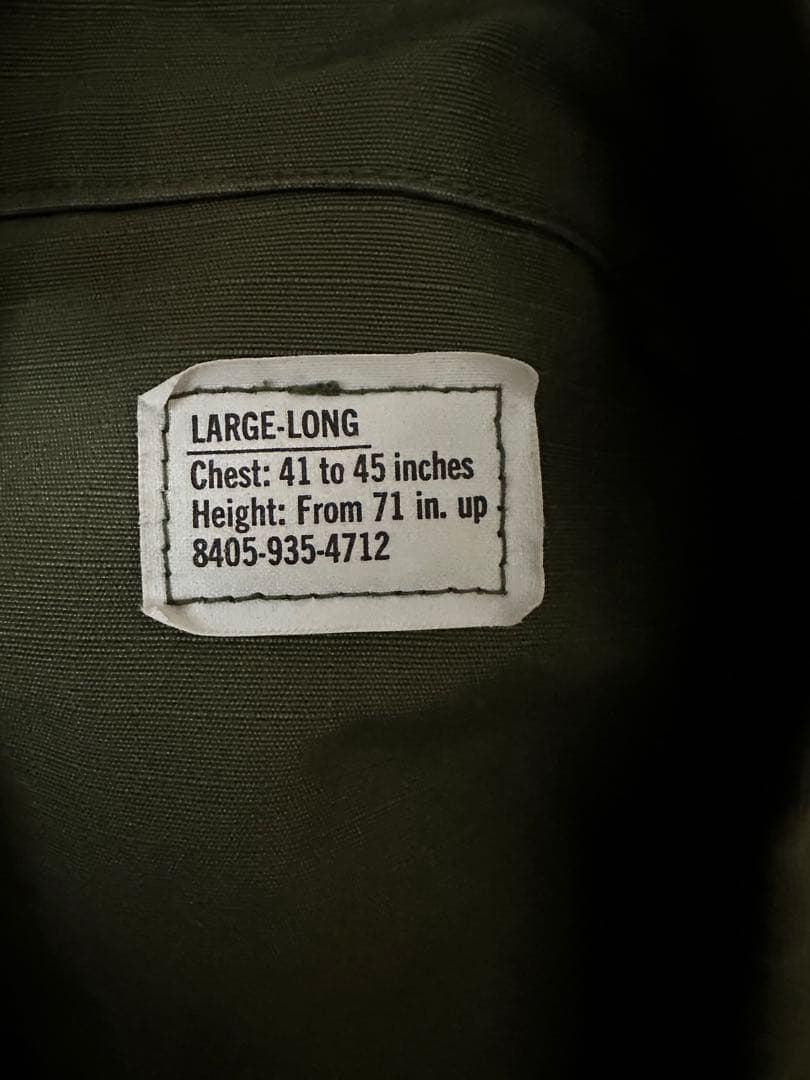 LARGE-LONG
Chest: 41 to 45 inches
Height: From 71 in. up
8405-935-4712